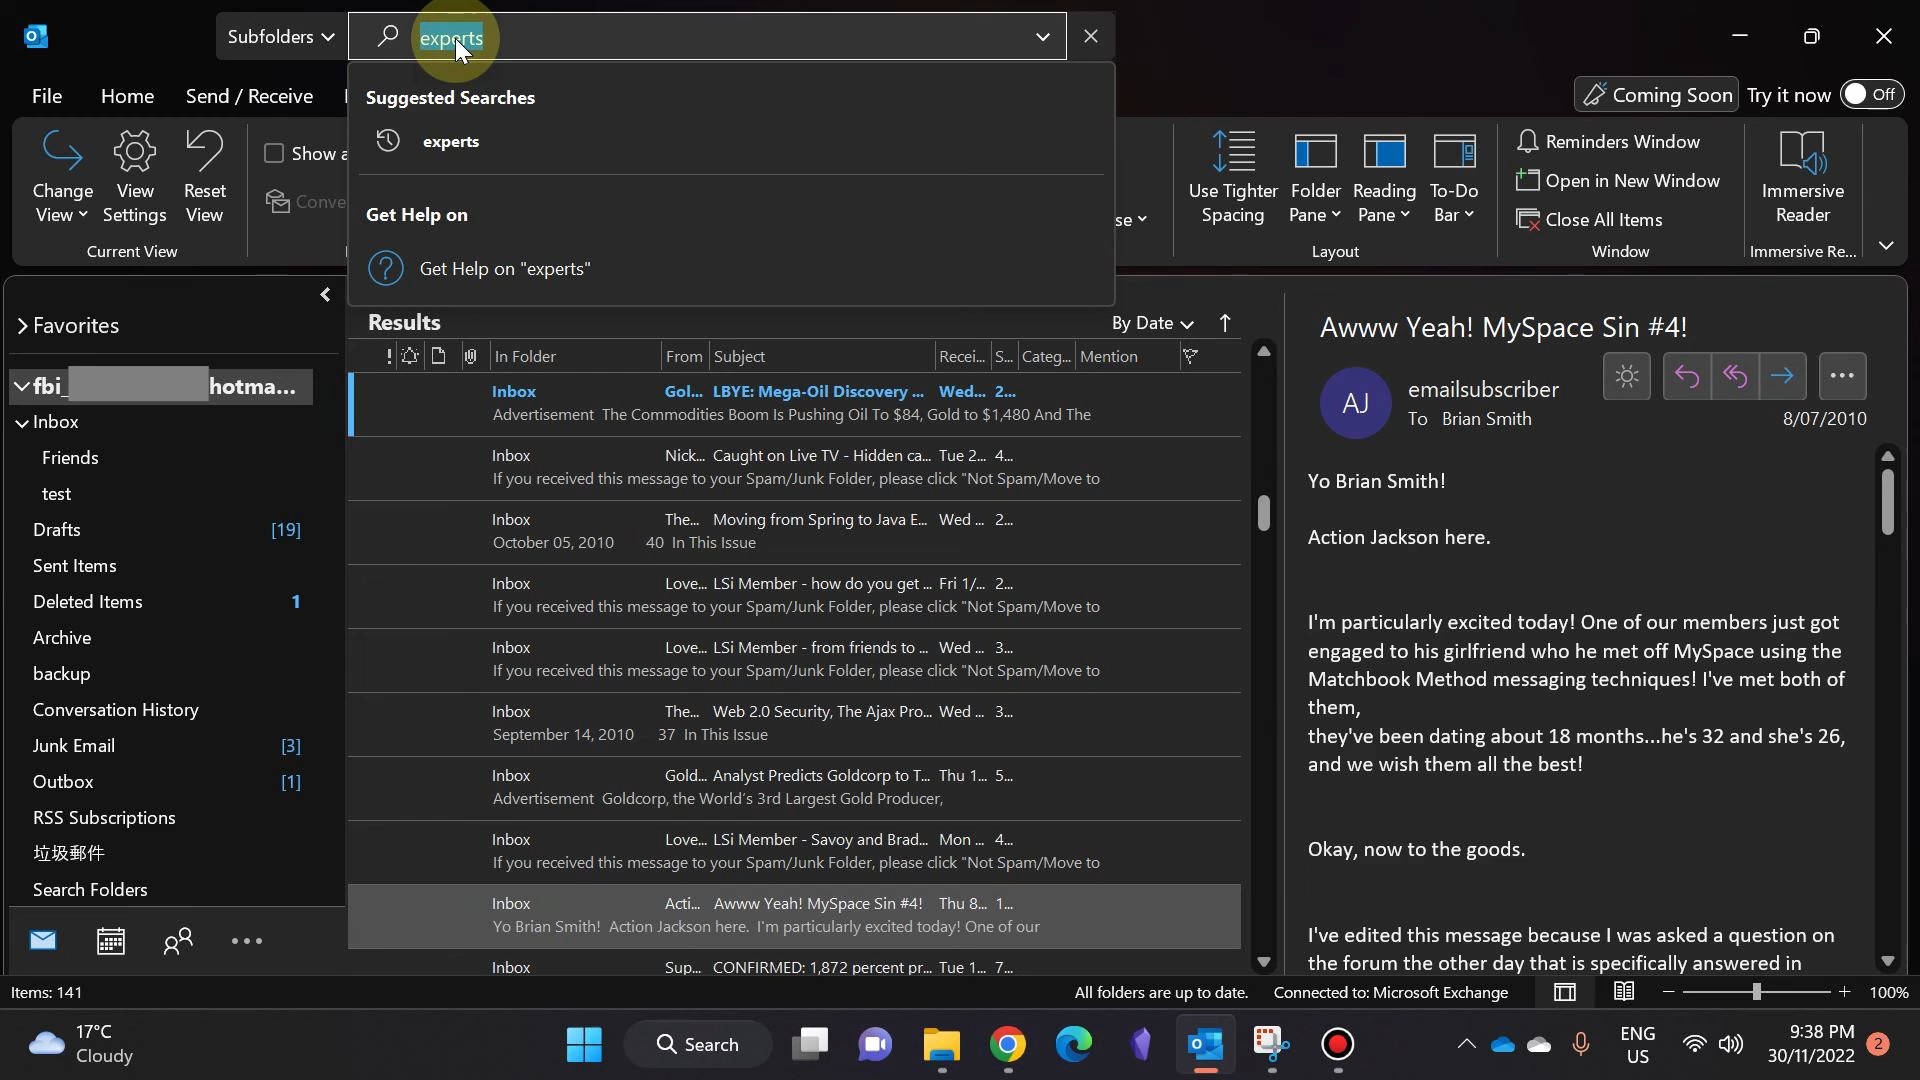 Subfolders
experts
Suggested Searches
experts
Get Help on
Get Help on "experts"
File
Home
Send / Receive
Coming Soon
Try it now
Off
Change
View
View
Settings
Reset
View
Current View
Show a
Conve
se
Use Tighter
Spacing
Folder
Pane
Reading
Pane
To-Do
Bar
Layout
Reminders Window
Open in New Window
Close All Items
Window
Immersive
Reader
Immersive Re...
Favorites
fbi_
hotma...
Inbox
Friends
test
Drafts [19]
Sent Items
Deleted Items 1
Archive
backup
Conversation History
Junk Email [3]
Outbox [1]
RSS Subscriptions
垃圾郵件
Search Folders
Results
By Date
! In Folder From Subject Recei... S... Categ... Mention
Inbox Gol... LBYE: Mega-Oil Discovery ... Wed... 2...
Advertisement The Commodities Boom Is Pushing Oil To $84, Gold to $1,480 And The
Inbox Nick... Caught on Live TV - Hidden ca... Tue 2... 4...
If you received this message to your Spam/Junk Folder, please click "Not Spam/Move to
Inbox The... Moving from Spring to Java E... Wed ... 2...
October 05, 2010 40 In This Issue
Inbox Love... LSi Member - how do you get ... Fri 1/... 2...
If you received this message to your Spam/Junk Folder, please click "Not Spam/Move to
Inbox Love... LSi Member - from friends to ... Wed ... 3...
If you received this message to your Spam/Junk Folder, please click "Not Spam/Move to
Inbox The... Web 2.0 Security, The Ajax Pro... Wed ... 3...
September 14, 2010 37 In This Issue
Inbox Gold... Analyst Predicts Goldcorp to T... Thu 1... 5...
Advertisement Goldcorp, the World's 3rd Largest Gold Producer,
Inbox Love... LSi Member - Savoy and Brad... Mon ... 4...
If you received this message to your Spam/Junk Folder, please click "Not Spam/Move to
Inbox Acti... Awww Yeah! MySpace Sin #4! Thu 8... 1...
Yo Brian Smith! Action Jackson here. I'm particularly excited today! One of our
Inbox Sup... CONFIRMED: 1,872 percent pr... Tue 1... 7...
Awww Yeah! MySpace Sin #4!
AJ
emailsubscriber
To Brian Smith
8/07/2010
Yo Brian Smith!
Action Jackson here.
I'm particularly excited today! One of our members just got
engaged to his girlfriend who he met off MySpace using the
Matchbook Method messaging techniques! I've met both of
them,
they've been dating about 18 months...he's 32 and she's 26,
and we wish them all the best!
Okay, now to the goods.
I've edited this message because I was asked a question on
the forum the other day that is specifically answered in
Items: 141
All folders are up to date.
Connected to: Microsoft Exchange
100%
17°C
Cloudy
Search
ENG
US
9:38 PM
30/11/2022
2